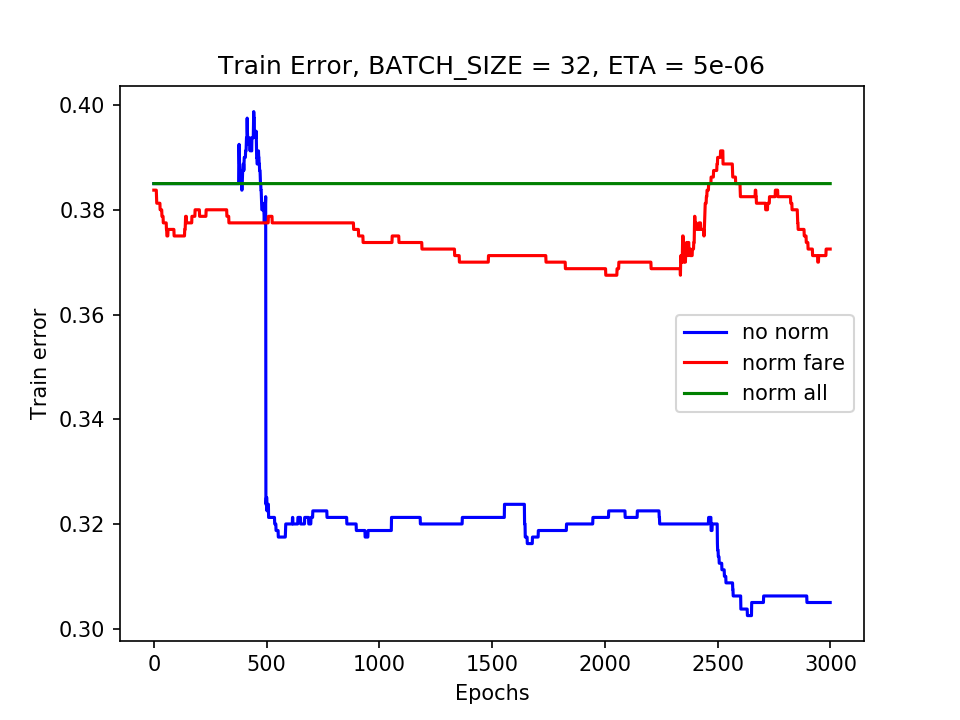 Train Error, BATCH_SIZE = 32, ETA = 5e-06
Train error
0.40
0.38
0.36
0.34
0.32
0.30
no norm
norm fare
norm all
0 500 1000 1500 2000 2500 3000
Epochs